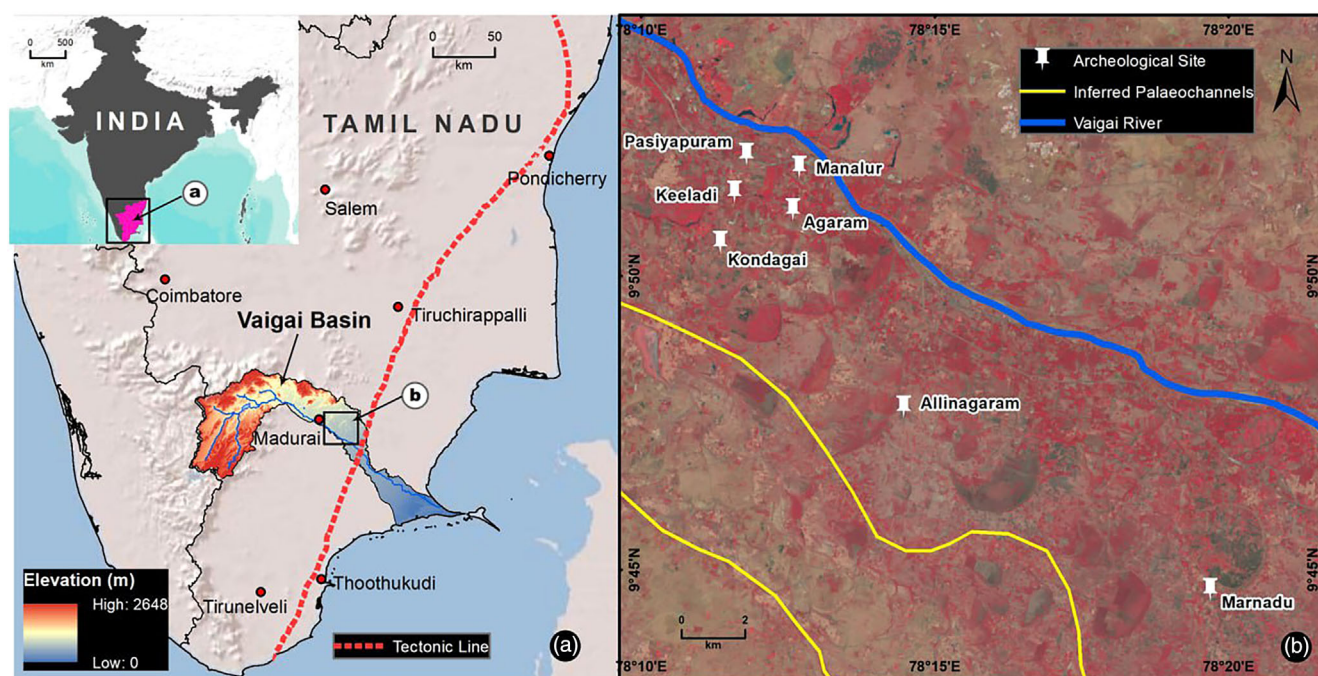 0 500
km
INDIA
a
0 50
km
TAMIL NADU
Pondicherry
Salem
Coimbatore
Tiruchirappalli
Vaigai Basin
b
Madurai
Elevation (m)
High: 2648
Low: 0
Thoothukudi
Tirunelveli
Tectonic Line
(a)
78°10'E 78°15'E 78°20'E
Archeological Site
Inferred Palaeochannels
Vaigai River
N
Pasiyapuram
Manalur
Keeladi
Agaram
Kondagai
9°50'N 9°50'N
Allinagaram
9°45'N 9°45'N
Marnadu
0 2
km
78°10'E 78°15'E 78°20'E
(b)